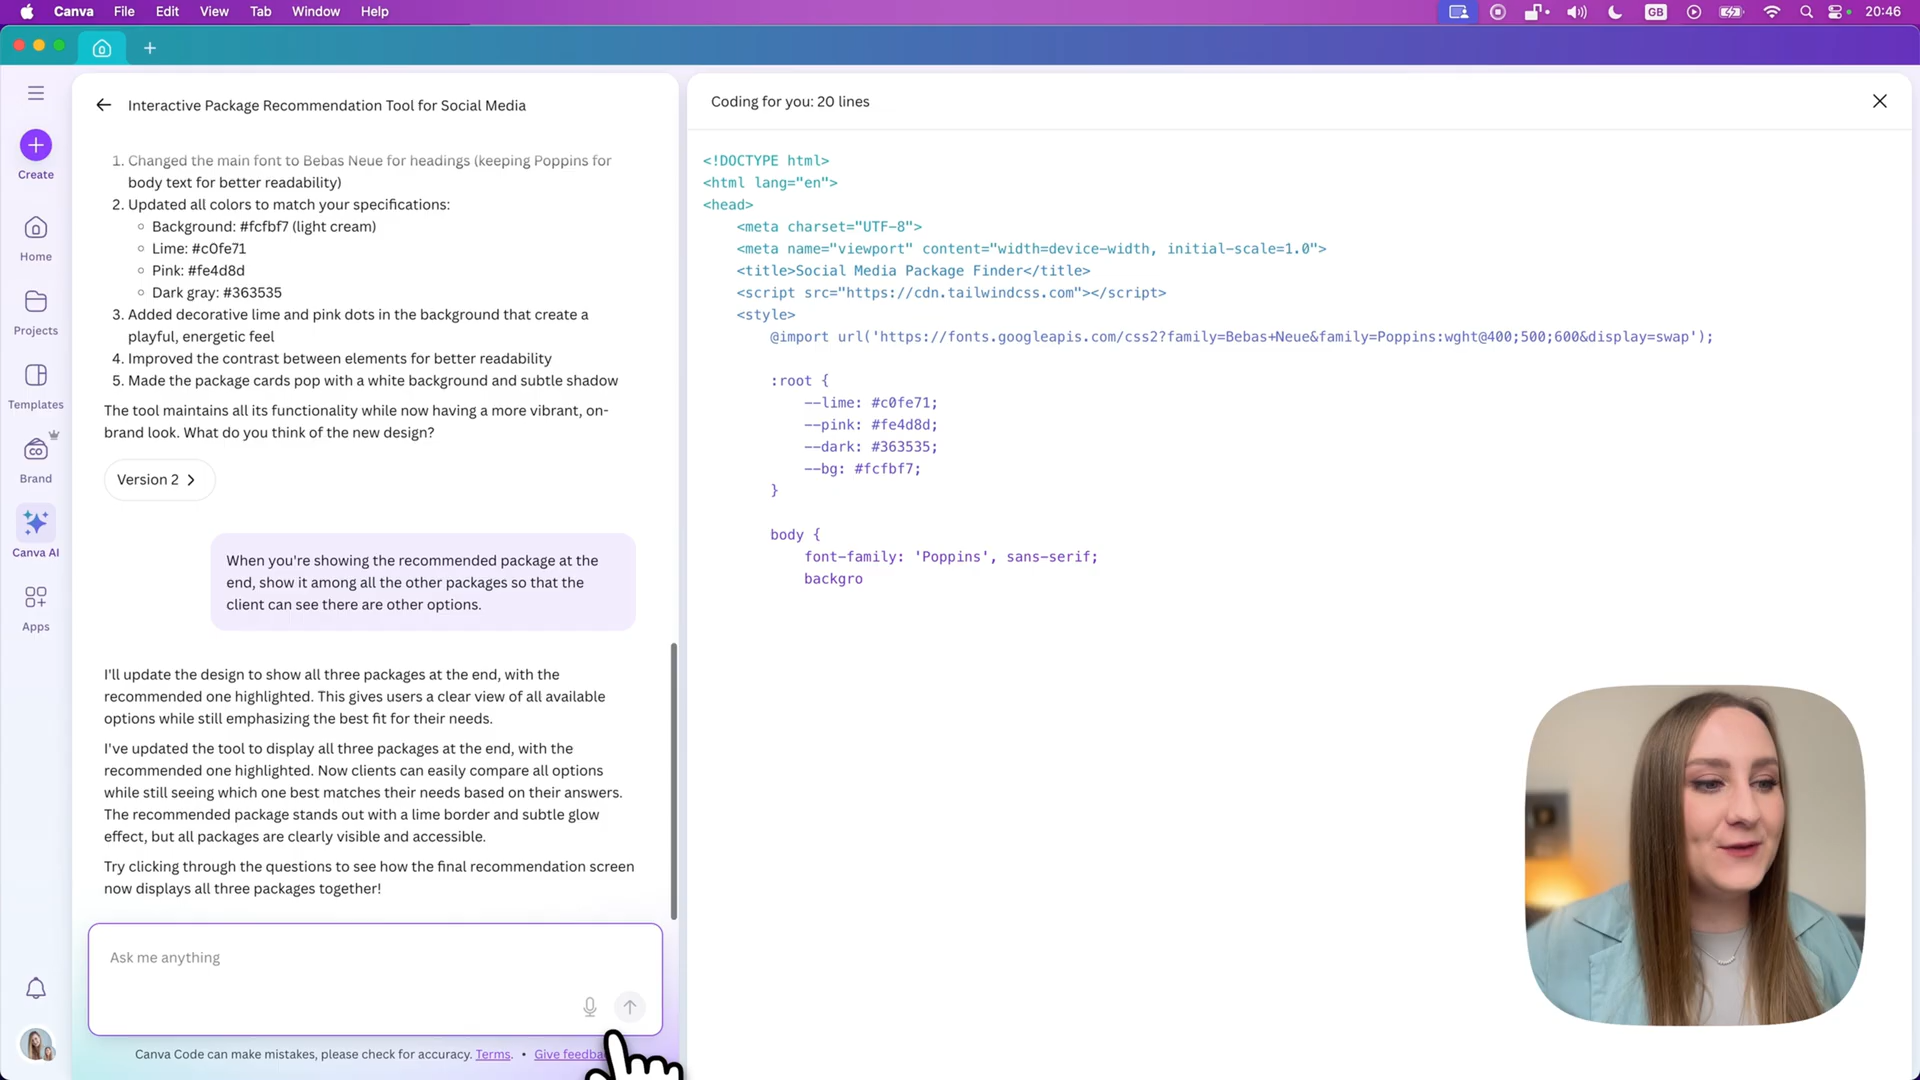 Canva File Edit View Tab Window Help
GB
20:46
Interactive Package Recommendation Tool for Social Media
Create
Home
Projects
Templates
Brand
Canva AI
Apps
CO
1. Changed the main font to Bebas Neue for headings (keeping Poppins for
body text for better readability)
2. Updated all colors to match your specifications:
Background: #fcfbf7 (light cream)
Lime: #c0fe71
Pink: #fe4d8d
Dark gray: #363535
3. Added decorative lime and pink dots in the background that create a
playful, energetic feel
4. Improved the contrast between elements for better readability
5. Made the package cards pop with a white background and subtle shadow
The tool maintains all its functionality while now having a more vibrant, on-
brand look. What do you think of the new design?
Version 2
When you're showing the recommended package at the
end, show it among all the other packages so that the
client can see there are other options.
I'll update the design to show all three packages at the end, with the
recommended one highlighted. This gives users a clear view of all available
options while still emphasizing the best fit for their needs.
I've updated the tool to display all three packages at the end, with the
recommended one highlighted. Now clients can easily compare all options
while still seeing which one best matches their needs based on their answers.
The recommended package stands out with a lime border and subtle glow
effect, but all packages are clearly visible and accessible.
Try clicking through the questions to see how the final recommendation screen
now displays all three packages together!
Ask me anything
Canva Code can make mistakes, please check for accuracy. Terms. • Give feedba
Coding for you: 20 lines
<!DOCTYPE html>
<html lang="en">
<head>
<meta charset="UTF-8">
<meta name="viewport" content="width=device-width, initial-scale=1.0">
<title>Social Media Package Finder</title>
<script src="https://cdn.tailwindcss.com"></script>
<style>
@import url('https://fonts.googleapis.com/css2?family=Bebas+Neue&family=Poppins:wght@400;500;600&display=swap');
:root {
--lime: #c0fe71;
--pink: #fe4d8d;
--dark: #363535;
--bg: #fcfbf7;
}
body {
font-family: 'Poppins', sans-serif;
backgro